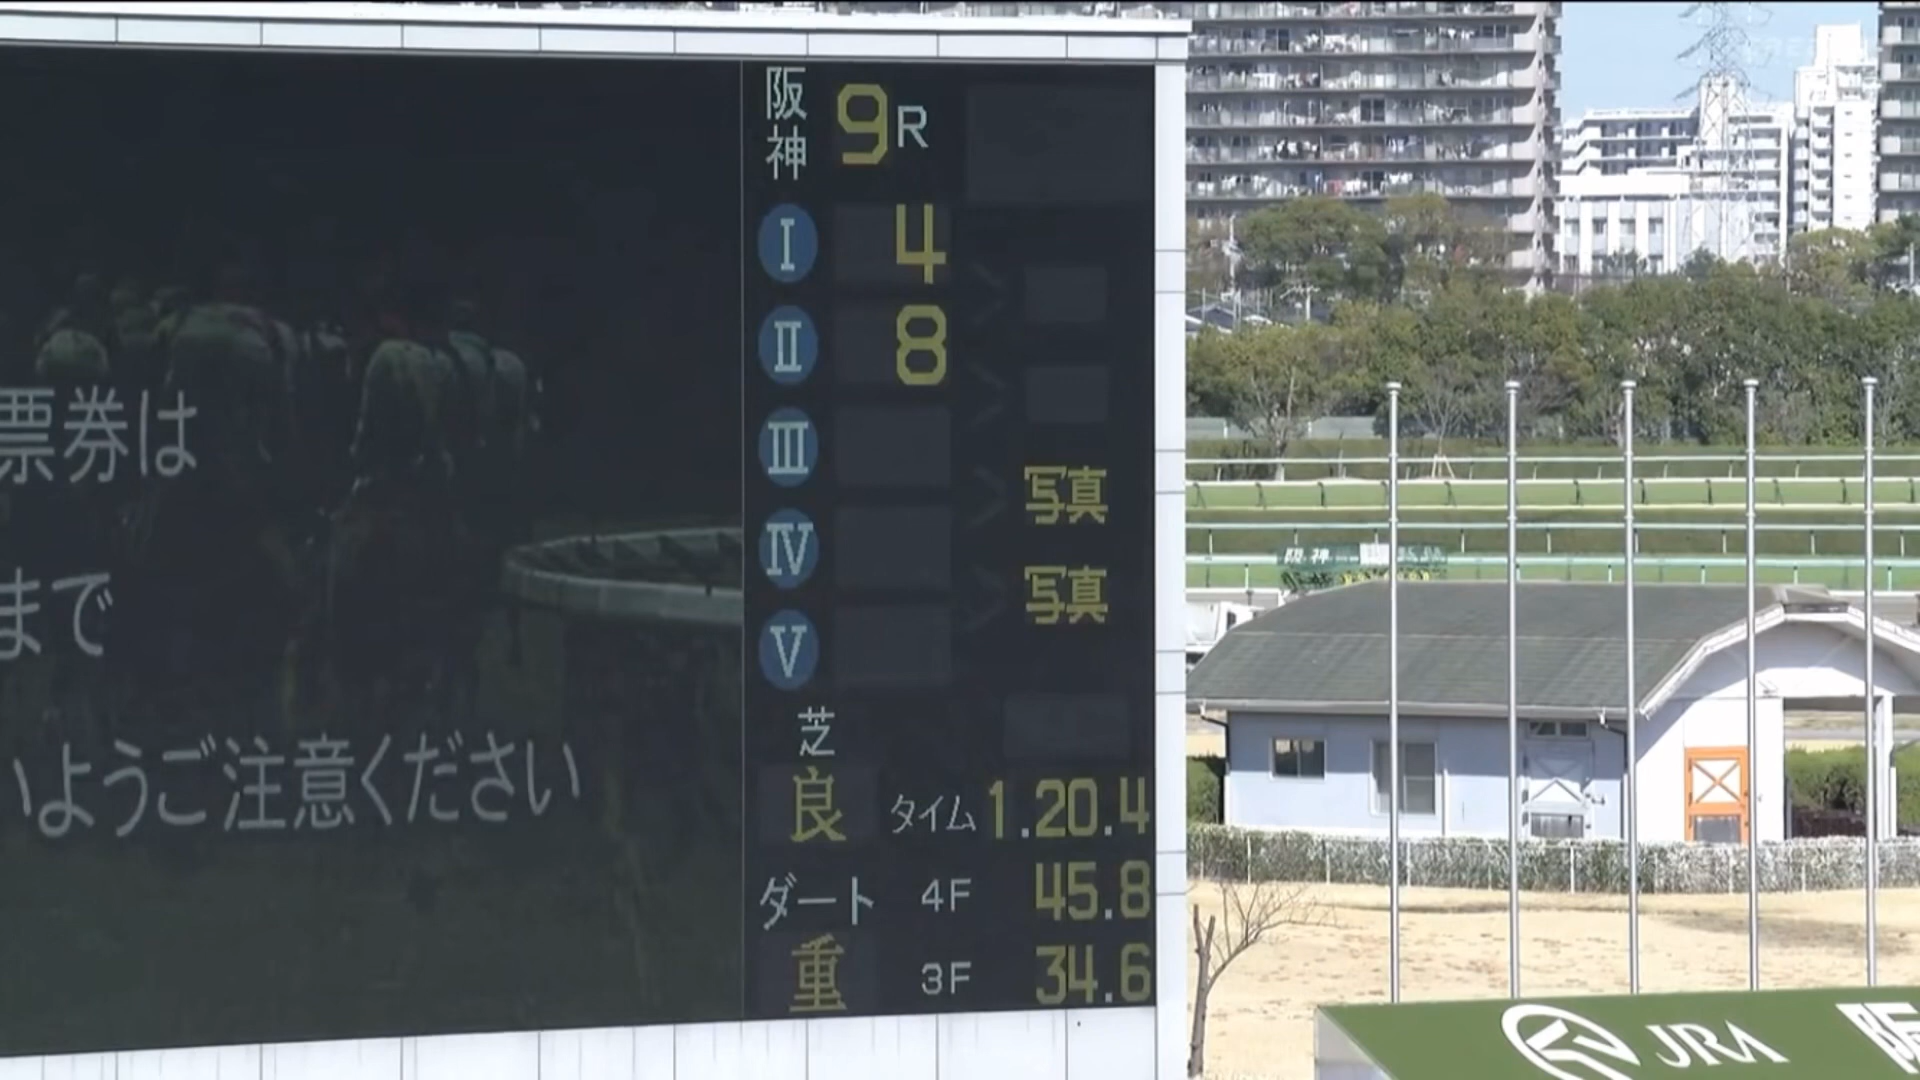 阪神 9R
I 4
II 8
III
写真
IV
写真
V
芝
良 タイム 1.20.4
ダート 4F 45.8
重 3F 34.6
票券は
まで
いようご注意ください
JRA 阪